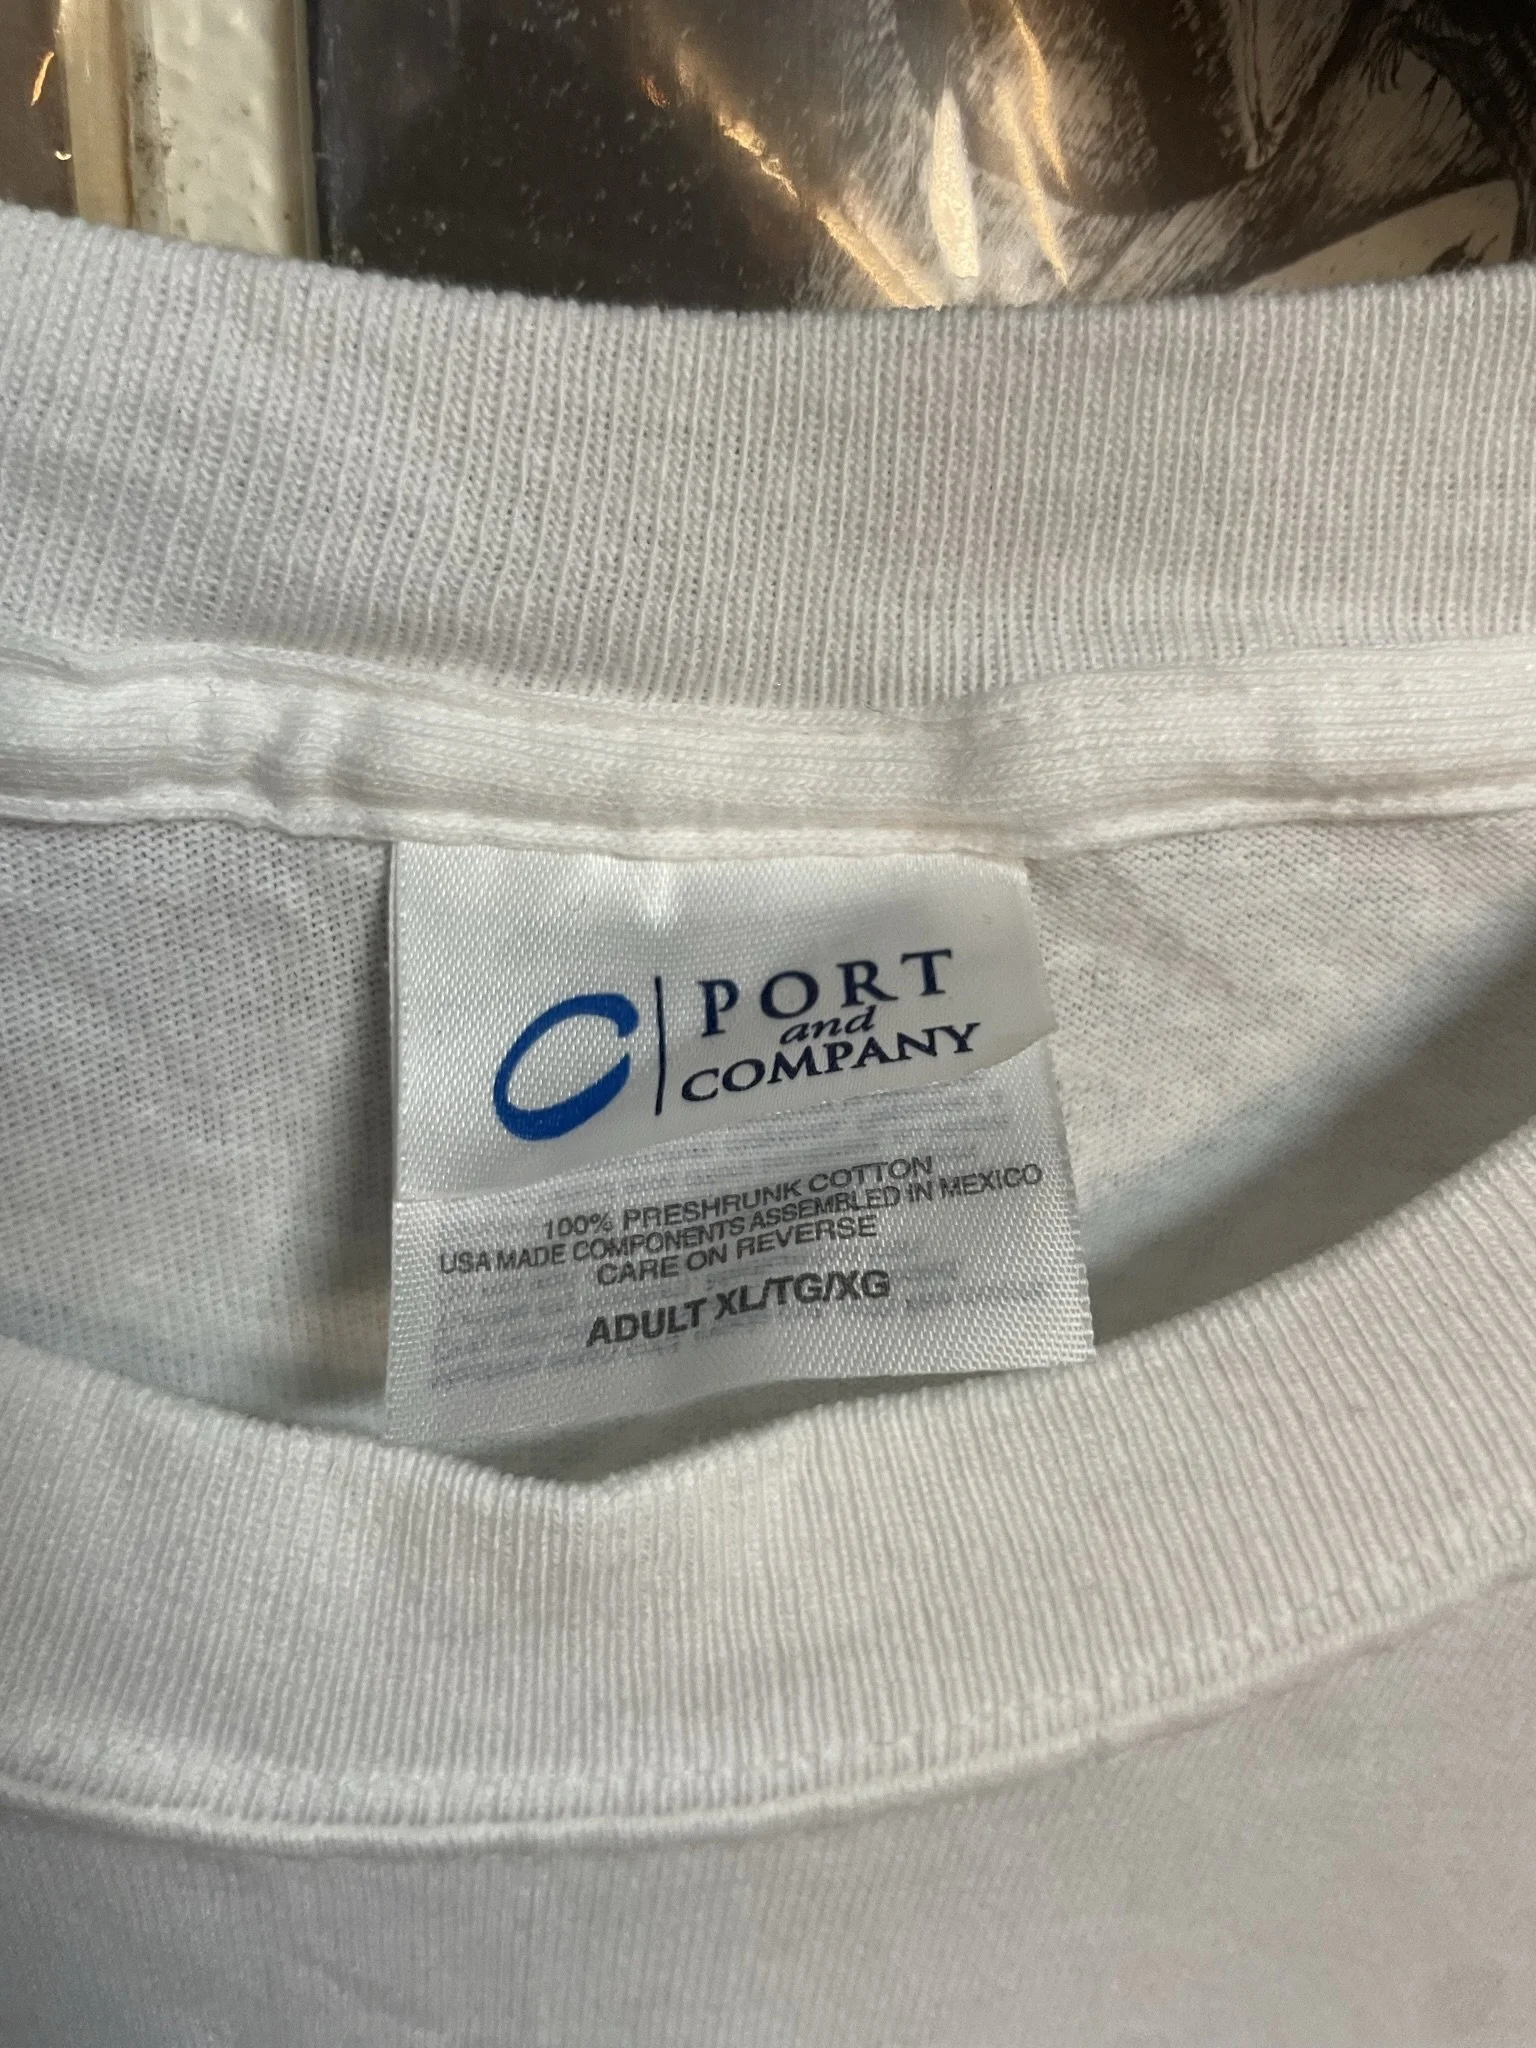 PORT
and
COMPANY
100% PRESHRUNK COTTON
USA MADE COMPONENTS ASSEMBLED IN MEXICO
CARE ON REVERSE
ADULT XL/TG/XG